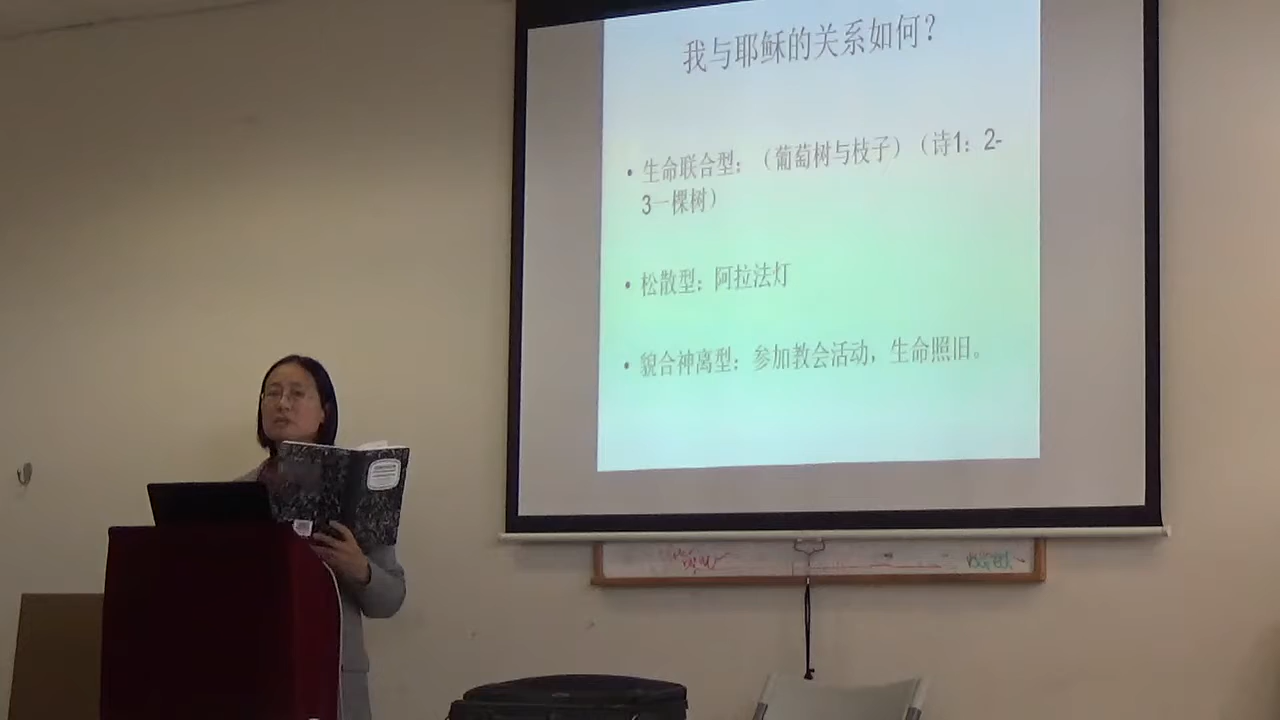 我与耶稣的关系如何？
• 生命联合型：（葡萄树与枝子）（诗1：2-
3一棵树）
• 松散型：阿拉法灯
• 貌合神离型：参加教会活动，生命照旧。